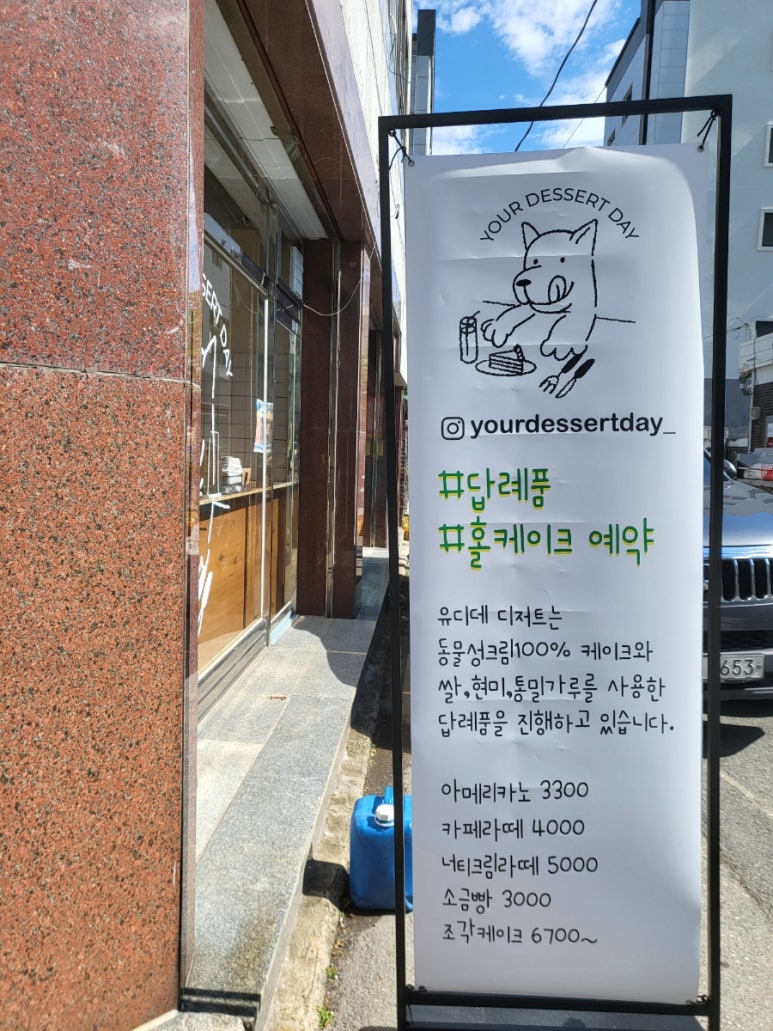 YOUR DESSERT DAY
yourdessertday_
#답례품
#홀케이크 예약
유디데 디저트는
동물성크림100% 케이크와
쌀,현미,통밀가루를 사용한
답례품을 진행하고 있습니다.
아메리카노 3300
카페라떼 4000
너티크림라떼 5000
소금빵 3000
조각케이크 6700~
SERT DAY
653